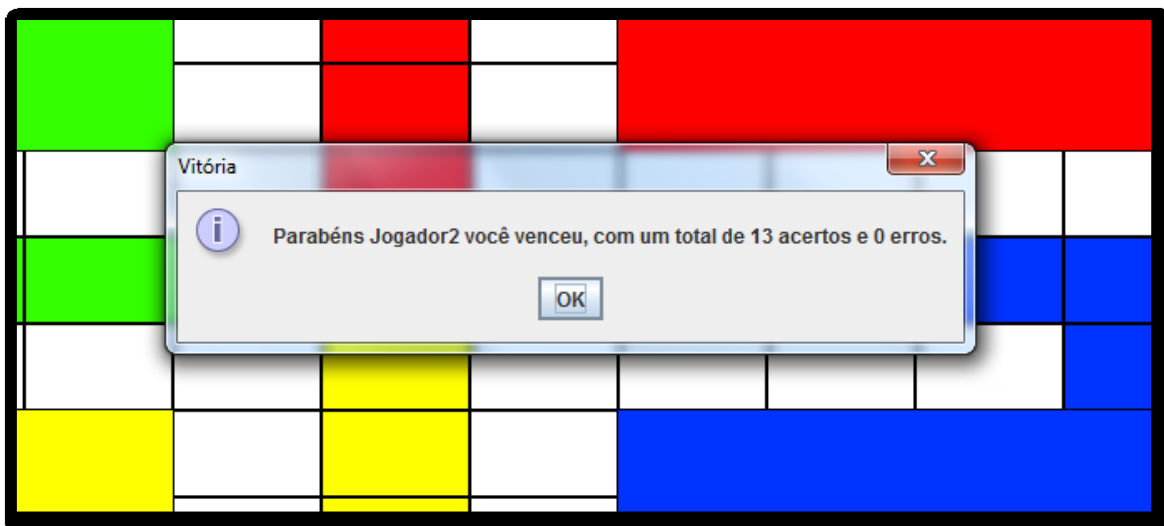 Vitória
Parabéns Jogador2 você venceu, com um total de 13 acertos e 0 erros.
OK